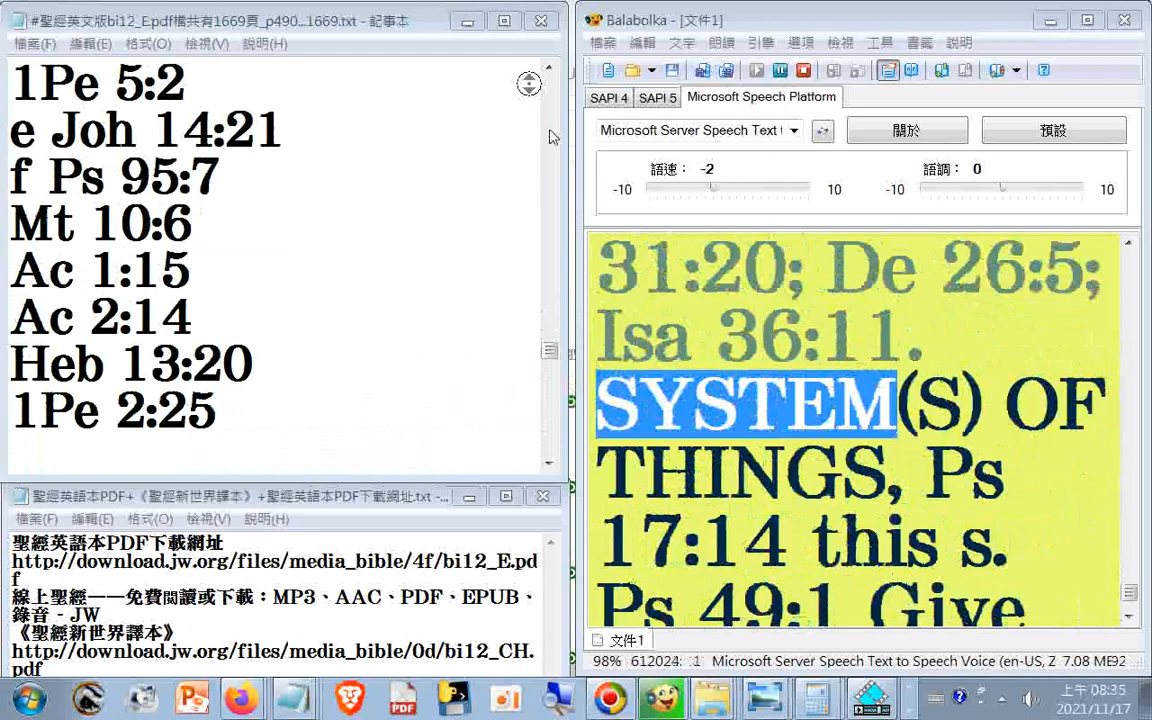 #聖經英文版bi12_E.pdf檔共有1669頁_p490...1669.txt - 記事本
檔案(F) 編輯(E) 格式(O) 檢視(V) 說明(H)
1Pe 5:2
e Joh 14:21
f Ps 95:7
Mt 10:6
Ac 1:15
Ac 2:14
Heb 13:20
1Pe 2:25
聖經英語本PDF+《聖經新世界譯本》+聖經英語本PDF下載網址.txt - ...
檔案(F) 編輯(E) 格式(O) 檢視(V) 說明(H)
聖經英語本PDF下載網址
http://download.jw.org/files/media_bible/4f/bi12_E.pd
f
線上聖經——免費閱讀或下載：MP3、AAC、PDF、EPUB、
錄音 - JW
《聖經新世界譯本》
http://download.jw.org/files/media_bible/0d/bi12_CH.
pdf
Balabolka - [文件1]
檔案 編輯 文字 朗讀 引擎 選項 檢視 工具 書籤 說明
SAPI 4 SAPI 5 Microsoft Speech Platform
Microsoft Server Speech Text t
關於 預設
語速： -2 語調： 0
-10 10 -10 10
31:20; De 26:5;
Isa 36:11.
SYSTEM(S) OF
THINGS, Ps
17:14 this s.
Ps 49:1 Give
文件1
98% 612024: 1 Microsoft Server Speech Text to Speech Voice (en-US, Z 7.08 ME92
PDF
上午 08:35
2021/11/17